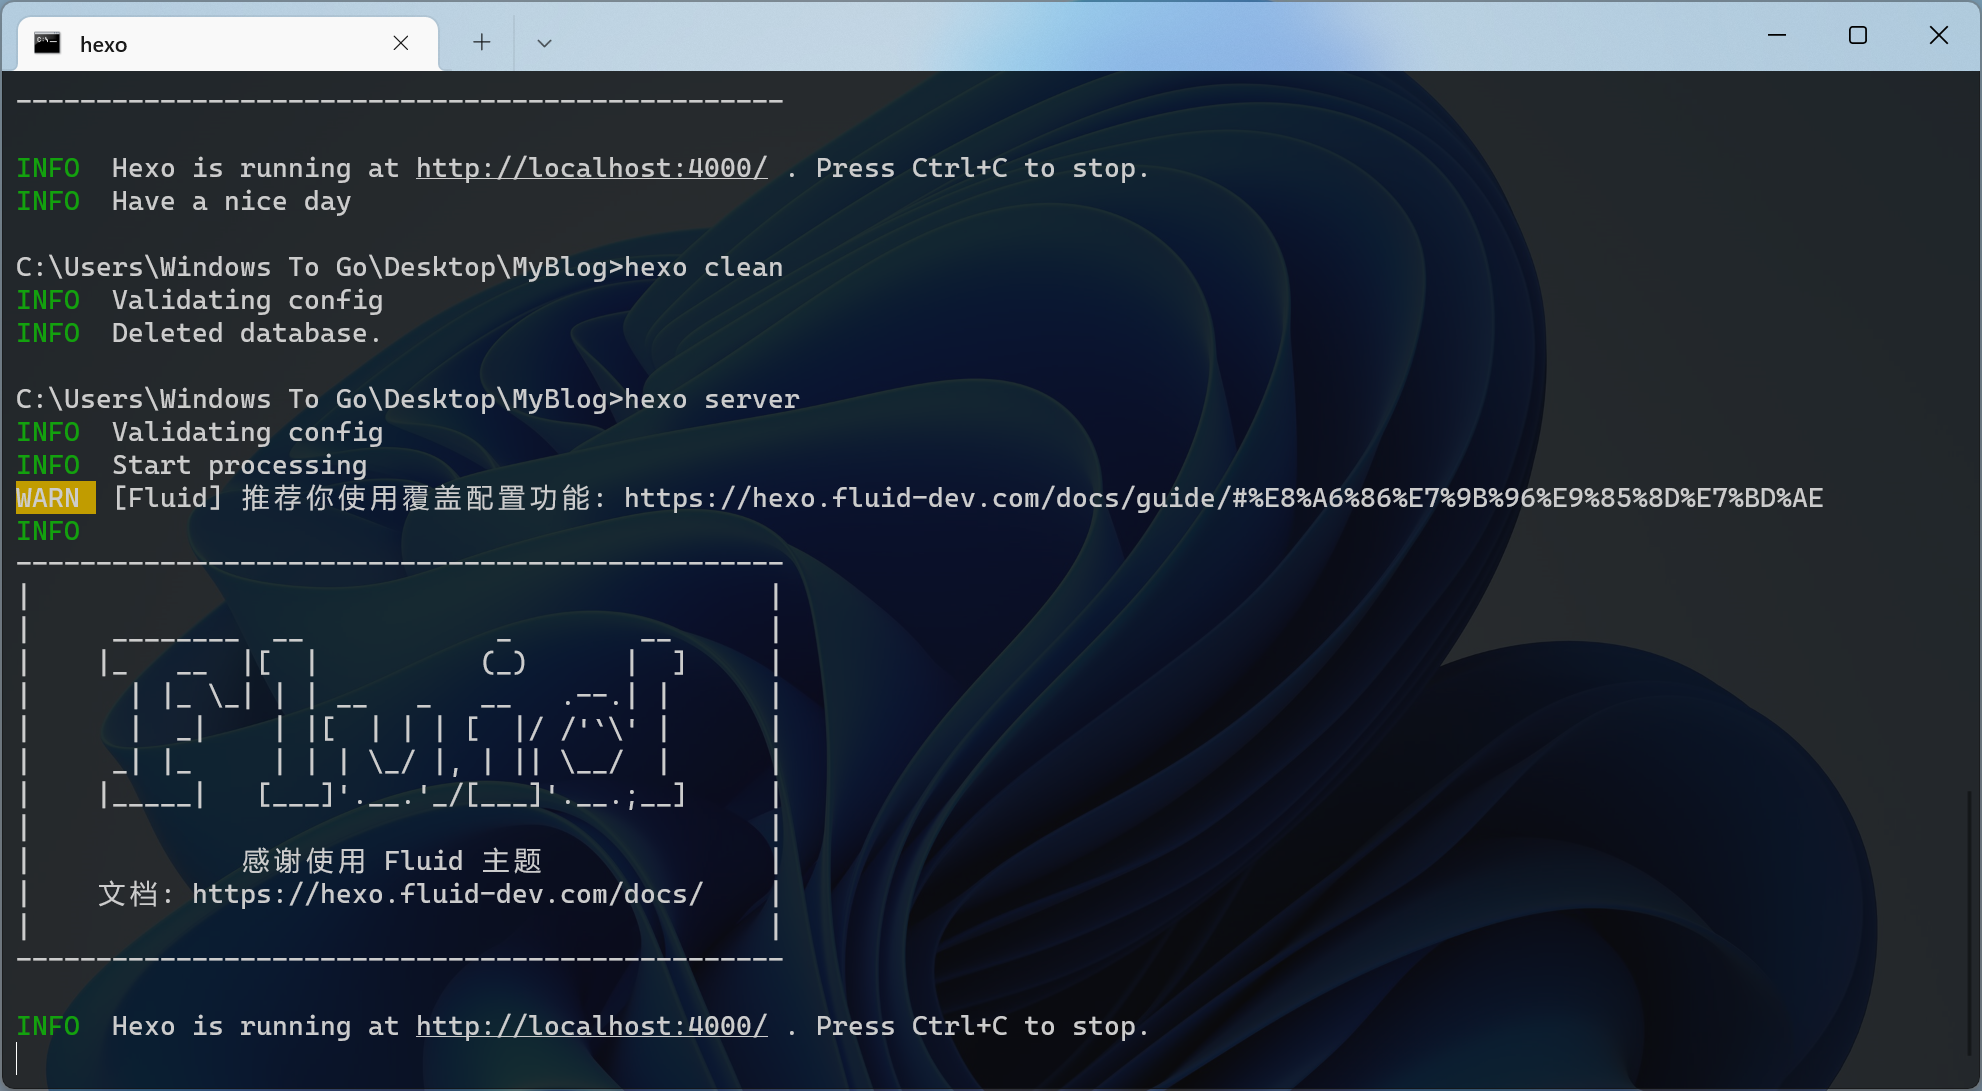 hexo
------------------------------------------------
INFO  Hexo is running at http://localhost:4000/ . Press Ctrl+C to stop.
INFO  Have a nice day
C:\Users\Windows To Go\Desktop\MyBlog>hexo clean
INFO  Validating config
INFO  Deleted database.
C:\Users\Windows To Go\Desktop\MyBlog>hexo server
INFO  Validating config
INFO  Start processing
WARN  [Fluid] 推荐你使用覆盖配置功能: https://hexo.fluid-dev.com/docs/guide/#%E8%A6%86%E7%9B%96%E9%85%8D%E7%BD%AE
INFO
------------------------------------------------
|                                              |
|     ________  __            _        __      |
|    |_   __  |[  |          (_)      |  ]     |
|      | |_ \_| | | __   _   __   .--.| |      |
|      |  _|    | |[  | | | [  |/ /'`\' |      |
|     _| |_     | | | \_/ |, | || \__/  |      |
|    |_____|   [___]'.__.'_/[___]'.__.;__]     |
|                                              |
|             感谢使用 Fluid 主题              |
|    文档: https://hexo.fluid-dev.com/docs/    |
|                                              |
------------------------------------------------
INFO  Hexo is running at http://localhost:4000/ . Press Ctrl+C to stop.